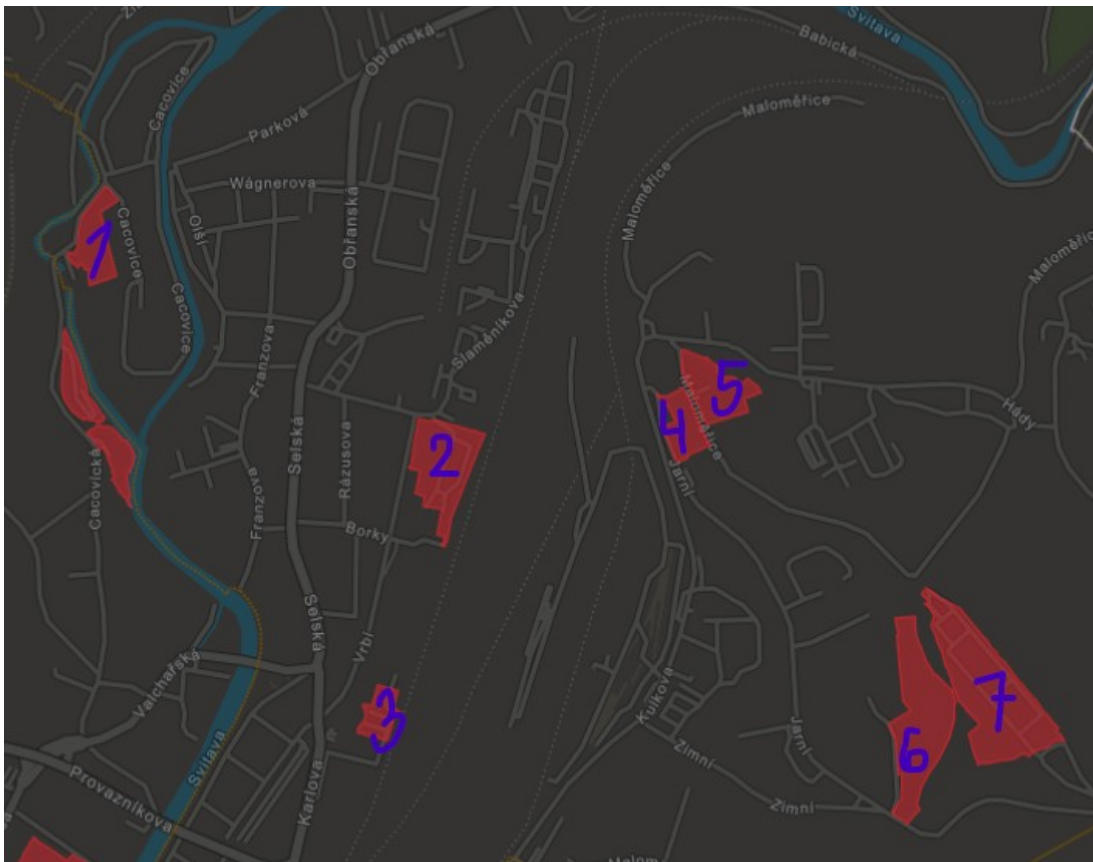 Svitava
Obřanská
Babická
Cacovice
Maloměřice
Parková
Wágnerova
Maloměřice
Obřanská
Olší
Cacovice
1
Maloměřice
Cacovice
Slaměníkova
Franzova
5
Maloměřice
4
Hády
Selská
Rázusova
2
Jarní
Cacovická
Franzova
Borky
Selská
Vrbí
Valchařská
7
3
Kulkova
Jarní
6
Svitava
Zimní
Provazníkova
Karlova
Zimní